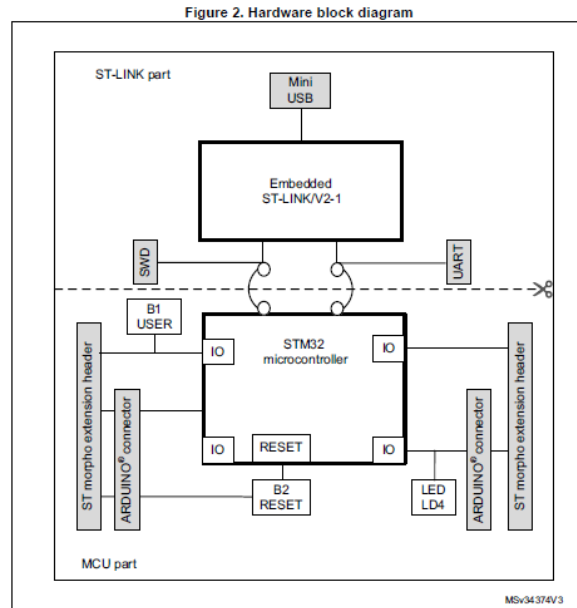 Figure 2. Hardware block diagram
ST-LINK part
Mini
USB
Embedded
ST-LINK/V2-1
SWD
UART
B1
USER
IO
STM32
microcontroller
IO
ST morpho extension header
ARDUINO® connector
IO
RESET
IO
B2
RESET
LED
LD4
ARDUINO® connector
ST morpho extension header
MCU part
MSv34374V3